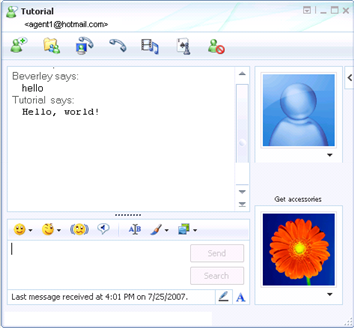 Tutorial
<agent1@hotmail.com>
Beverley says:
hello
Tutorial says:
Hello, world!
Get accessories
Send
Search
Last message received at 4:01 PM on 7/25/2007.
A